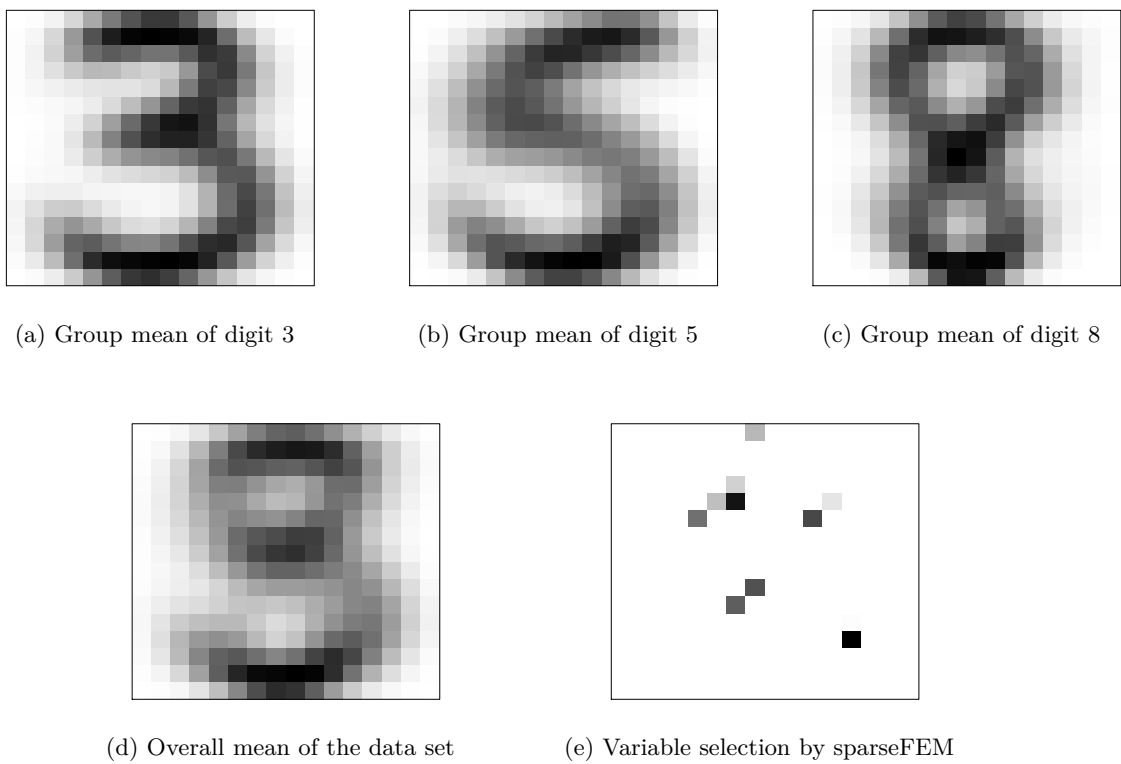 (a) Group mean of digit 3
(b) Group mean of digit 5
(c) Group mean of digit 8
(d) Overall mean of the data set
(e) Variable selection by sparseFEM